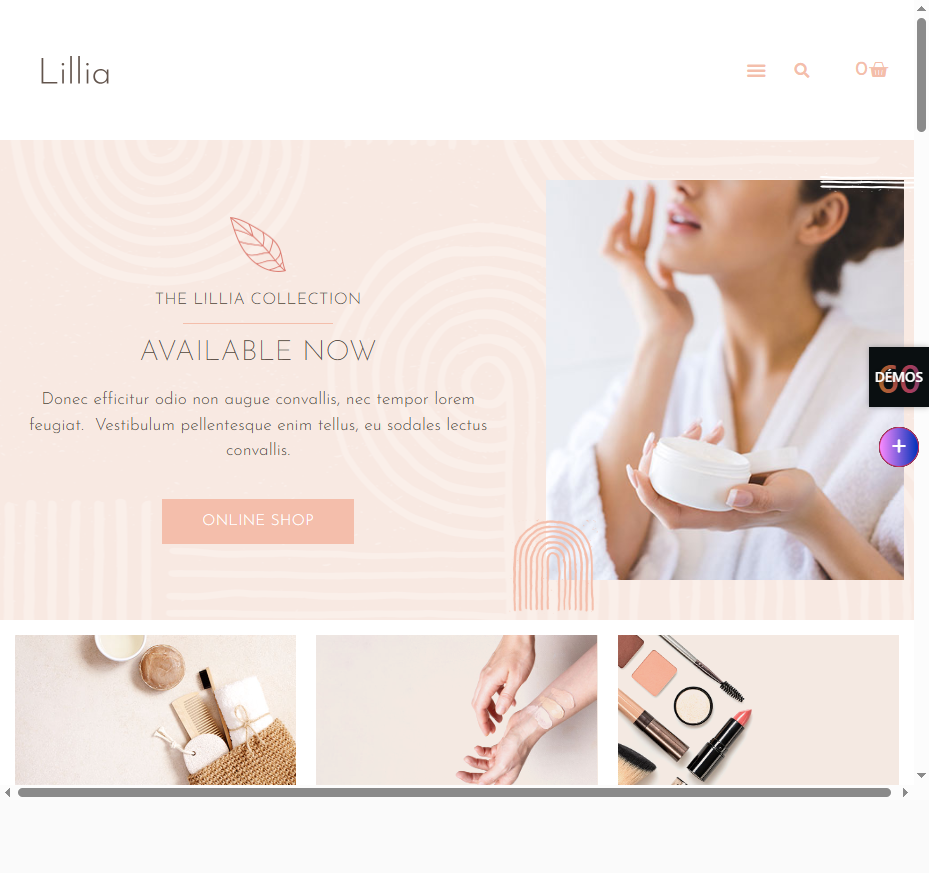 Lillia
0
THE LILLIA COLLECTION
AVAILABLE NOW
Donec efficitur odio non augue convallis, nec tempor lorem
feugiat.  Vestibulum pellentesque enim tellus, eu sodales lectus
convallis.
ONLINE SHOP
60
DÉMOS
+